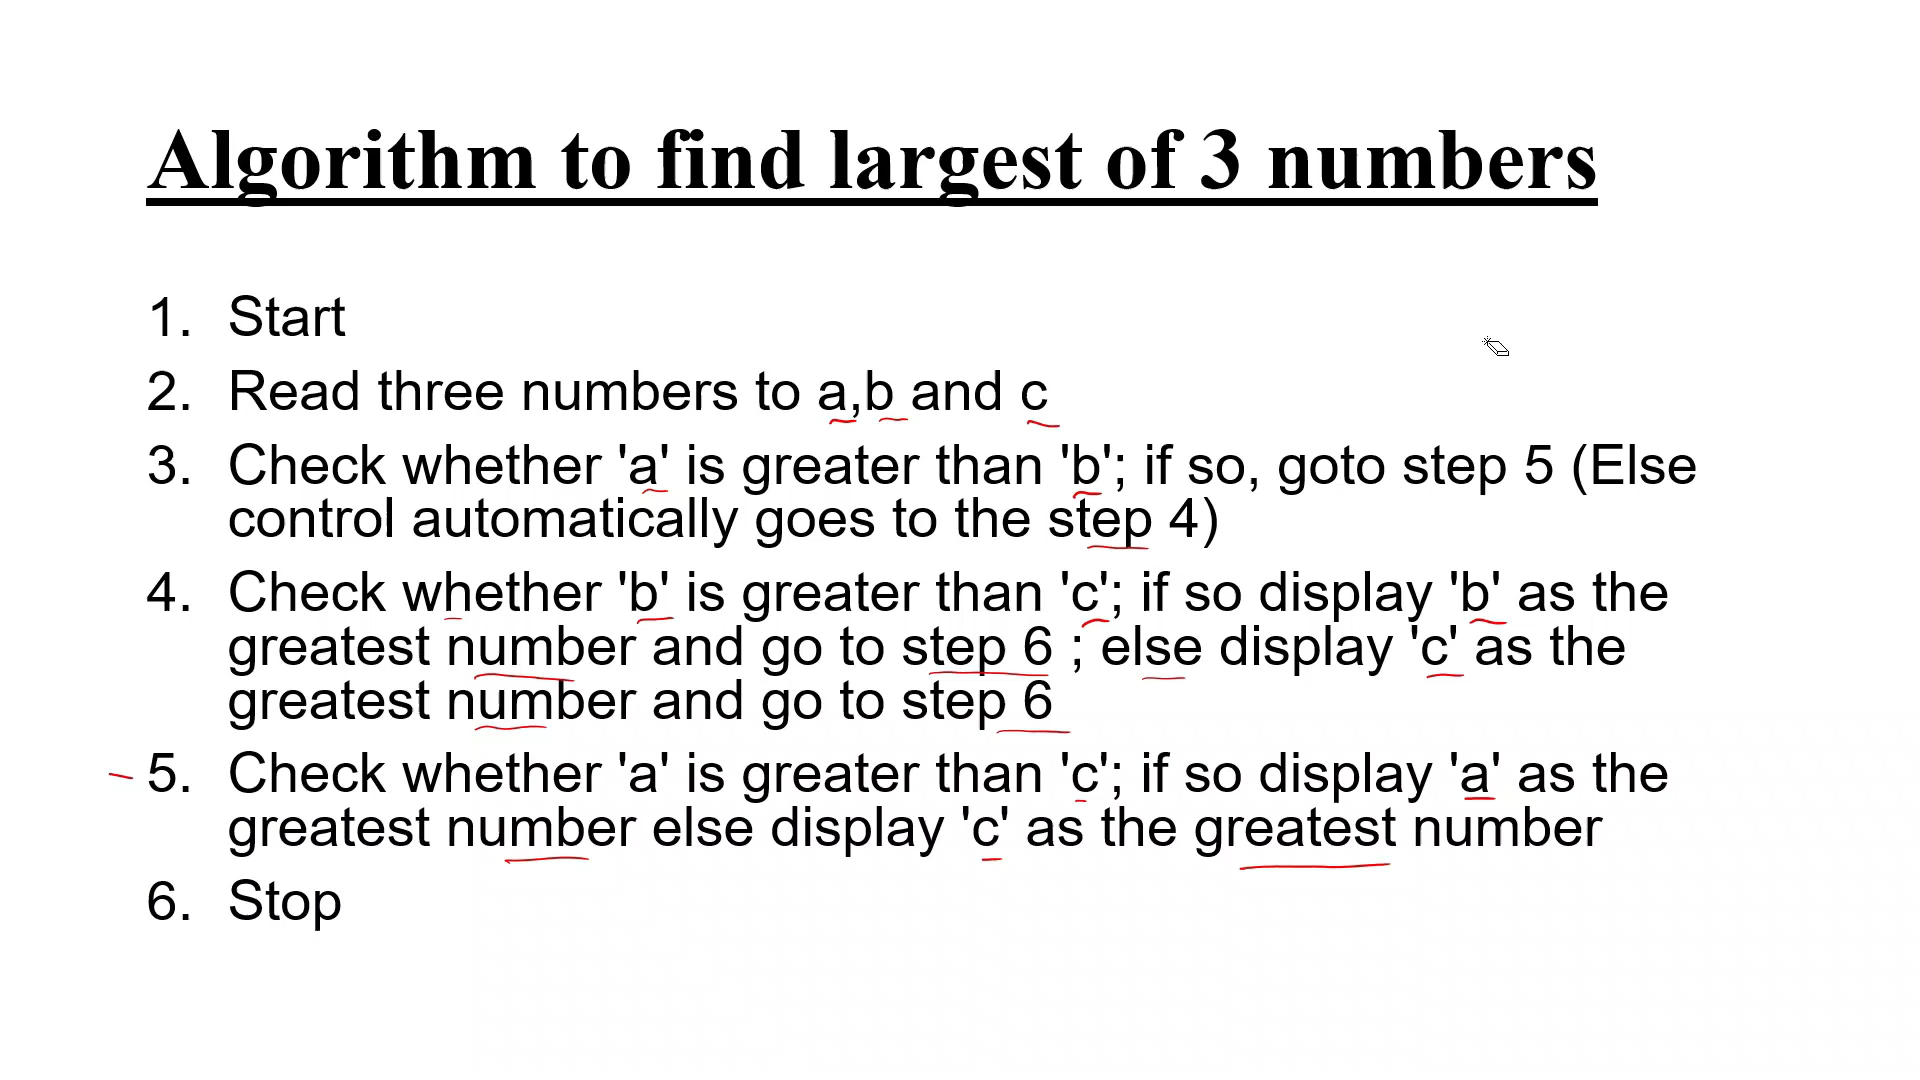 Algorithm to find largest of 3 numbers
1. Start
2. Read three numbers to a,b and c
3. Check whether 'a' is greater than 'b'; if so, goto step 5 (Else
control automatically goes to the step 4)
4. Check whether 'b' is greater than 'c'; if so display 'b' as the
greatest number and go to step 6 ; else display 'c' as the
greatest number and go to step 6
5. Check whether 'a' is greater than 'c'; if so display 'a' as the
greatest number else display 'c' as the greatest number
6. Stop